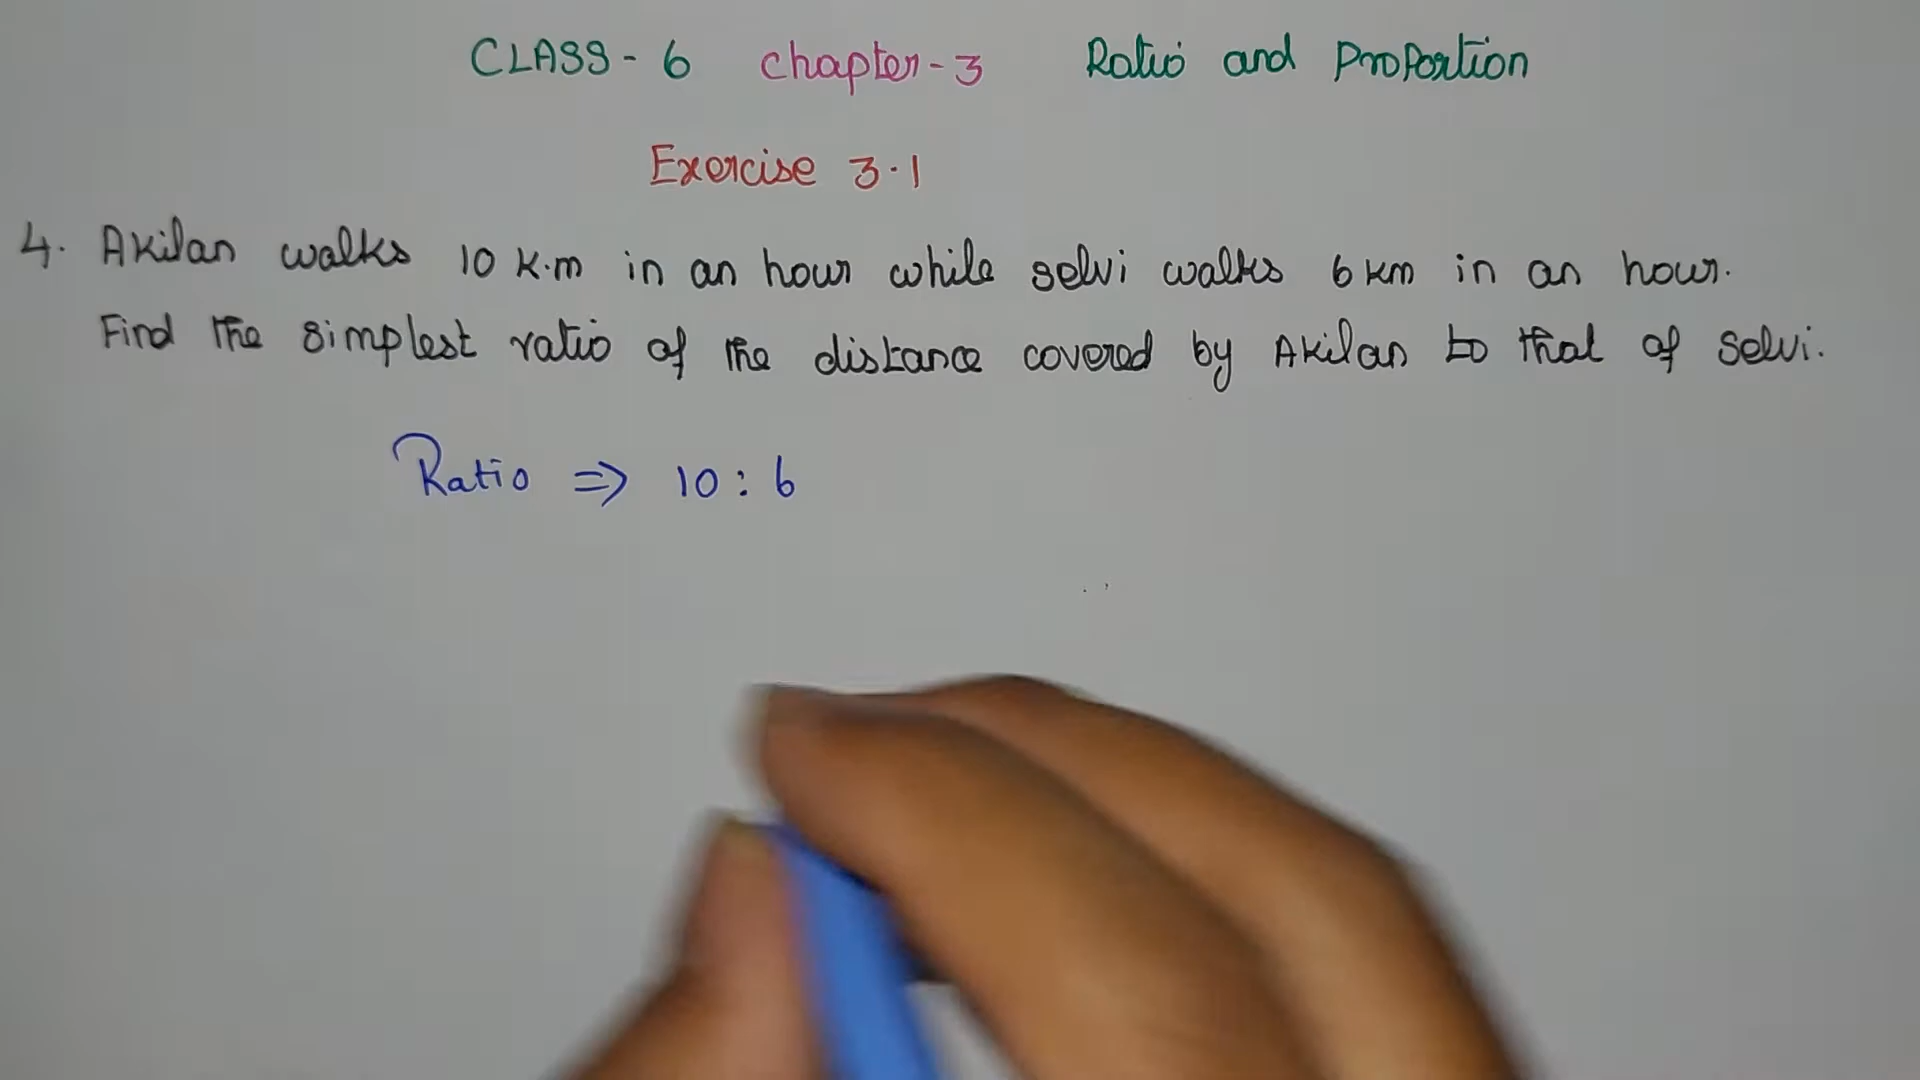 CLASS - 6 chapter - 3 Ratio and Proportion
Exercise 3.1
4. Akilan walks 10 k.m in an hour while selvi walks 6 km in an hour.
Find the simplest ratio of the distance covered by Akilan to that of selvi.
Ratio ⇒ 10 : 6